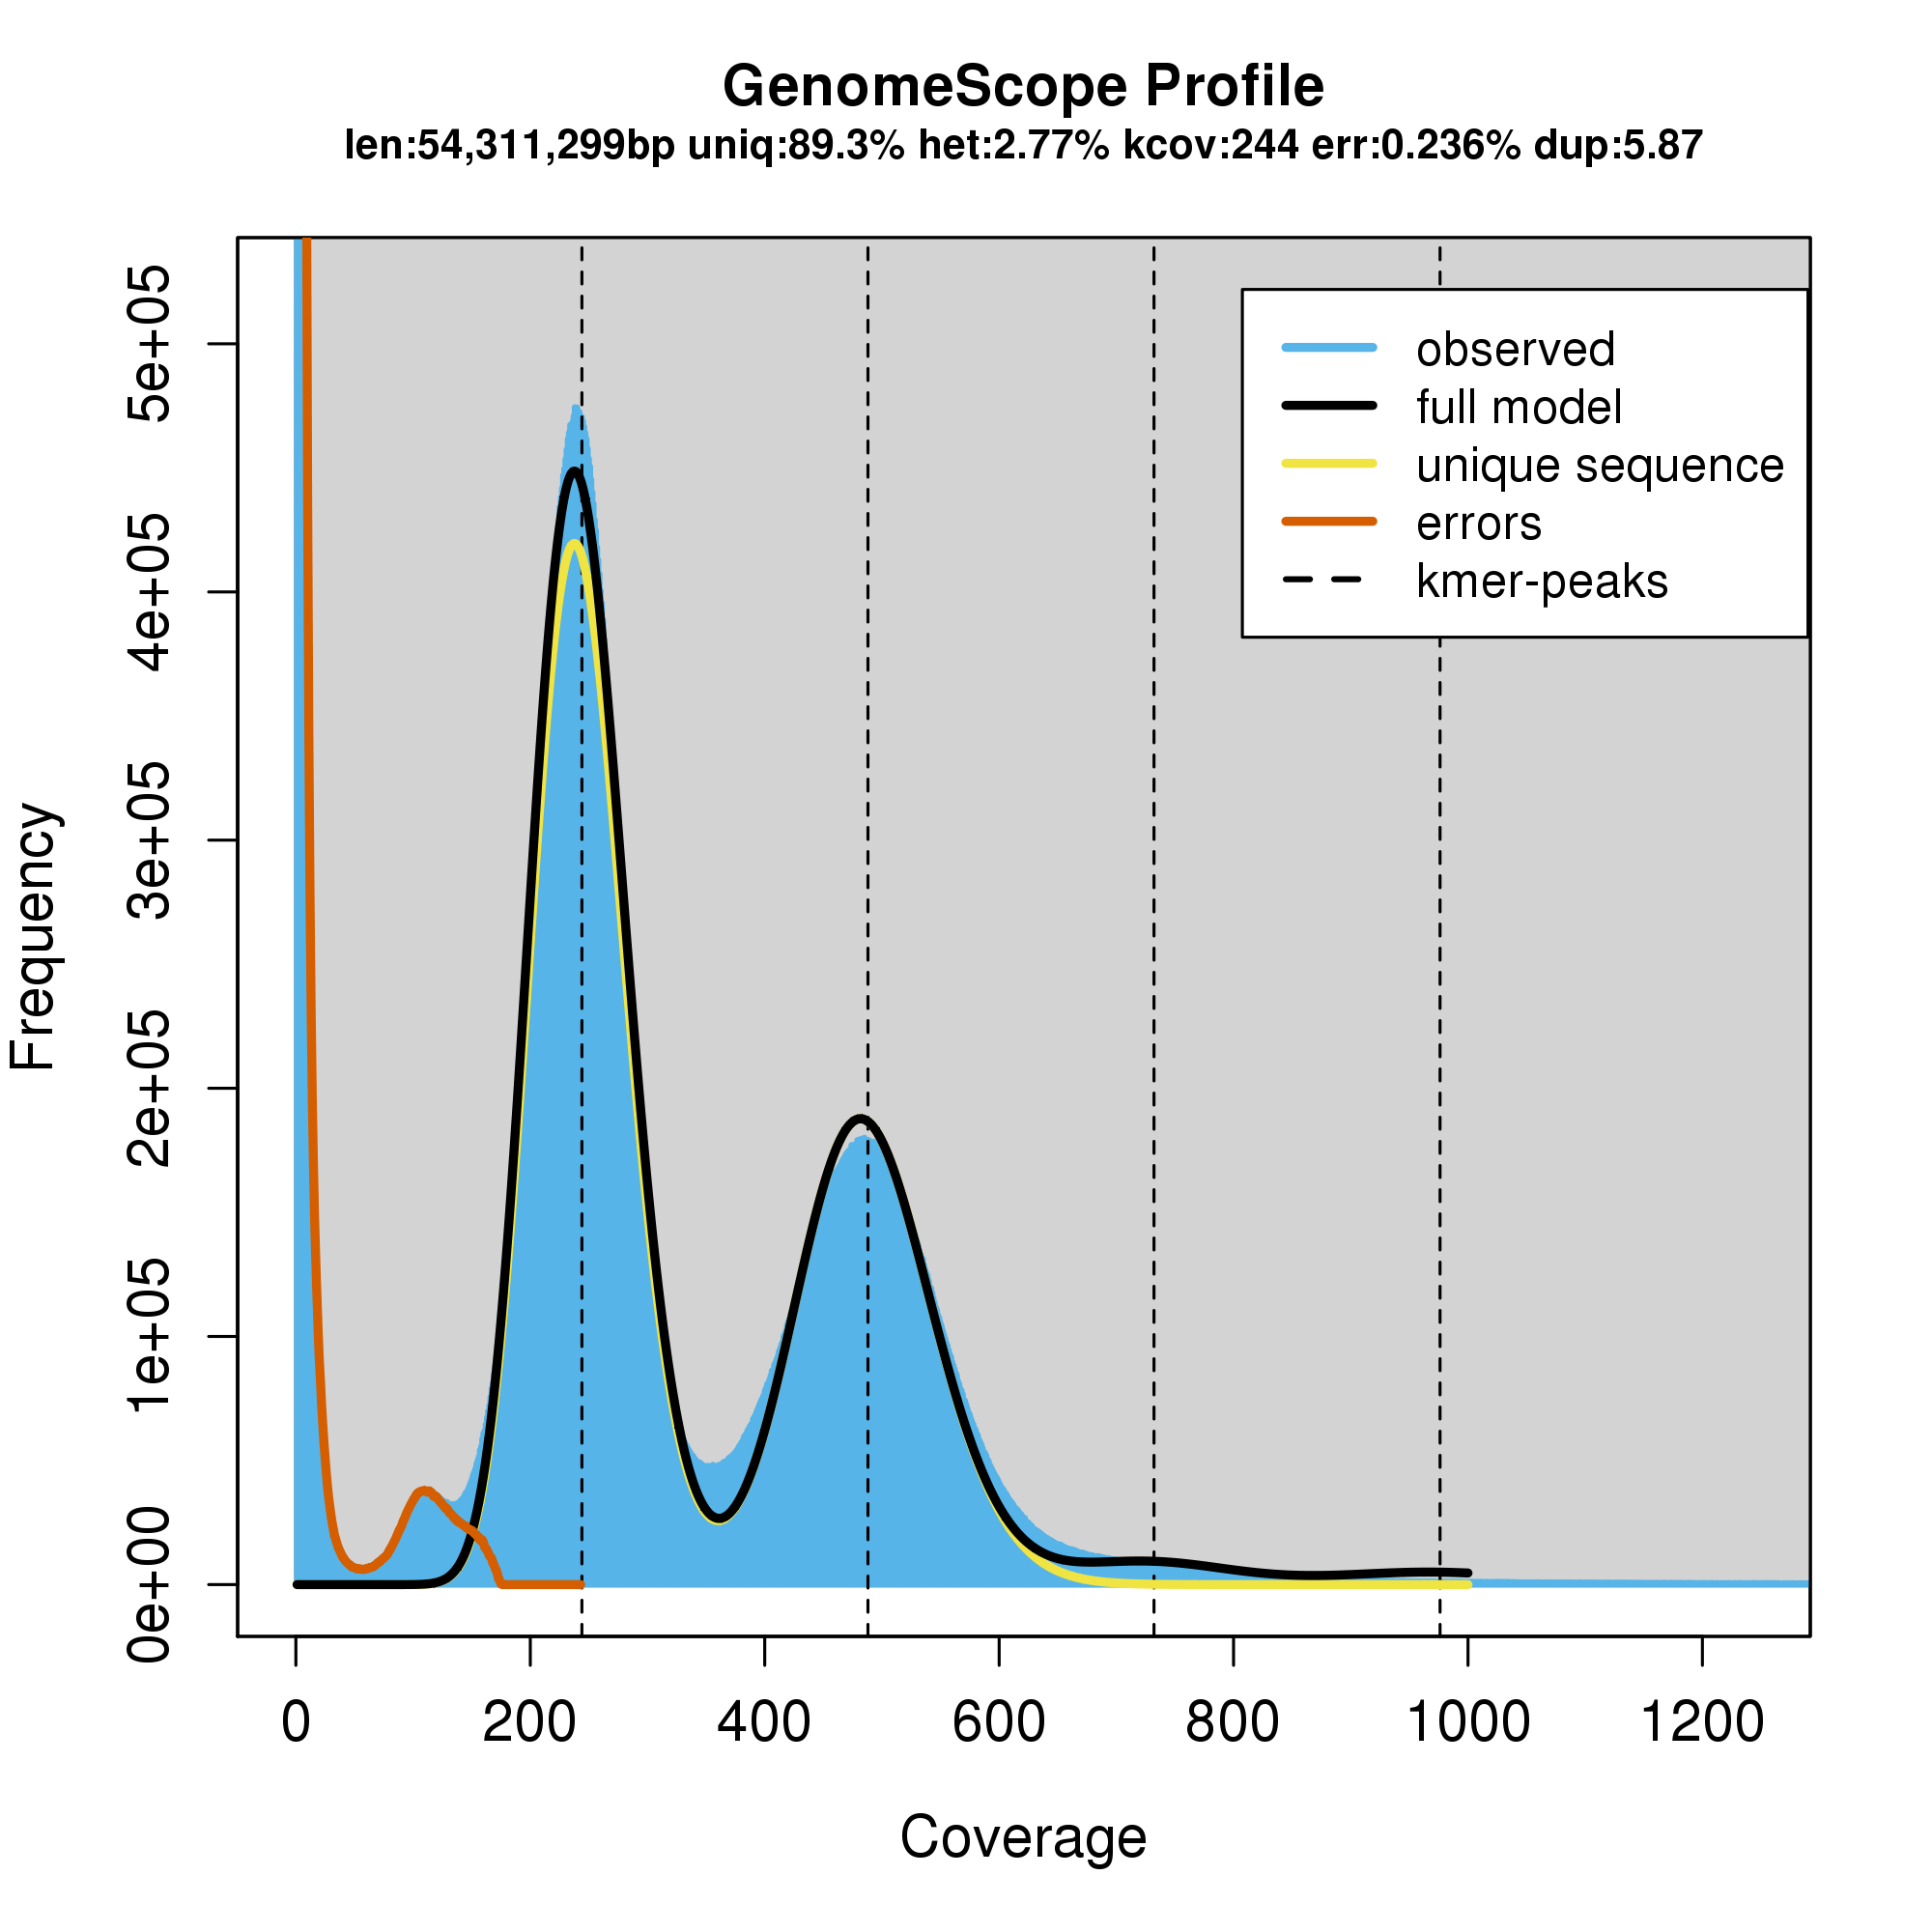 GenomeScope Profile
len:54,311,299bp uniq:89.3% het:2.77% kcov:244 err:0.236% dup:5.87
observed
full model
unique sequence
errors
kmer-peaks
Frequency
5e+05
4e+05
3e+05
2e+05
1e+05
0e+00
0 200 400 600 800 1000 1200
Coverage